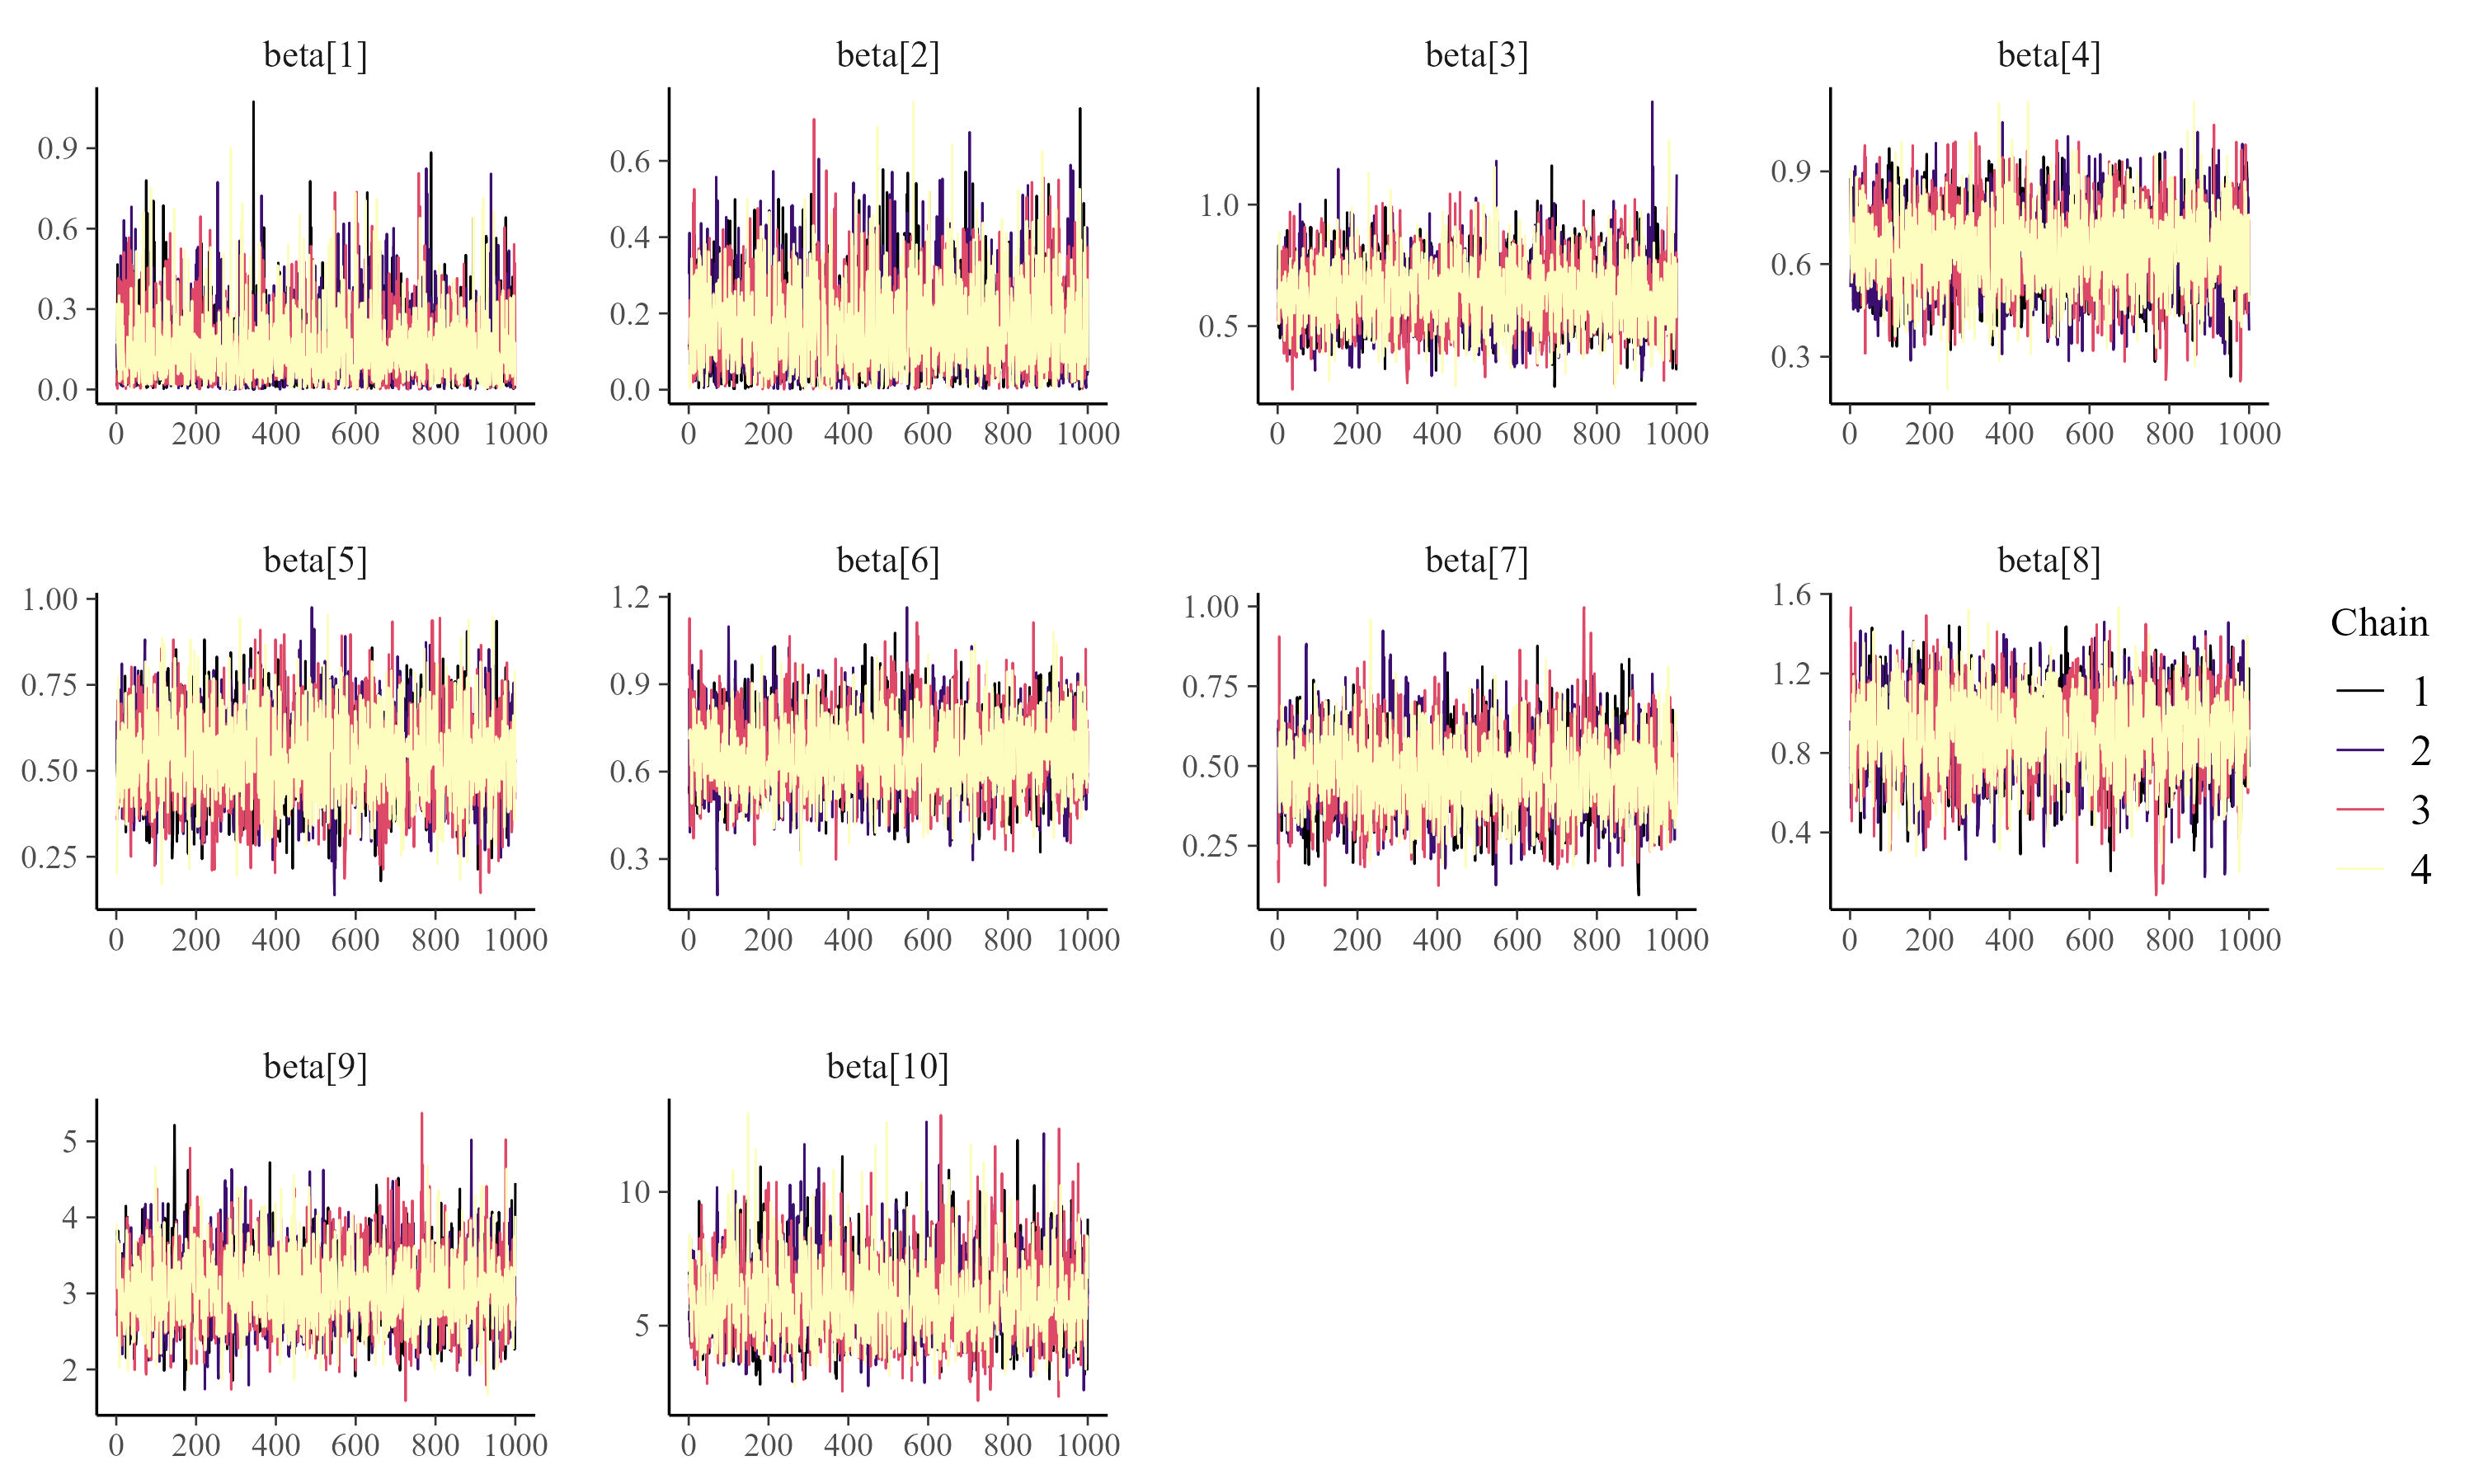 beta[1] beta[2] beta[3] beta[4]
0.9 0.6 0.3 0.0
0 200 400 600 800 1000
0.6 0.4 0.2 0.0
0 200 400 600 800 1000
1.0 0.5
0 200 400 600 800 1000
0.9 0.6 0.3
0 200 400 600 800 1000
beta[5] beta[6] beta[7] beta[8]
1.00 0.75 0.50 0.25
0 200 400 600 800 1000
1.2 0.9 0.6 0.3
0 200 400 600 800 1000
1.00 0.75 0.50 0.25
0 200 400 600 800 1000
1.6 1.2 0.8 0.4
0 200 400 600 800 1000
Chain
1
2
3
4
beta[9] beta[10]
5 4 3 2
0 200 400 600 800 1000
10 5
0 200 400 600 800 1000